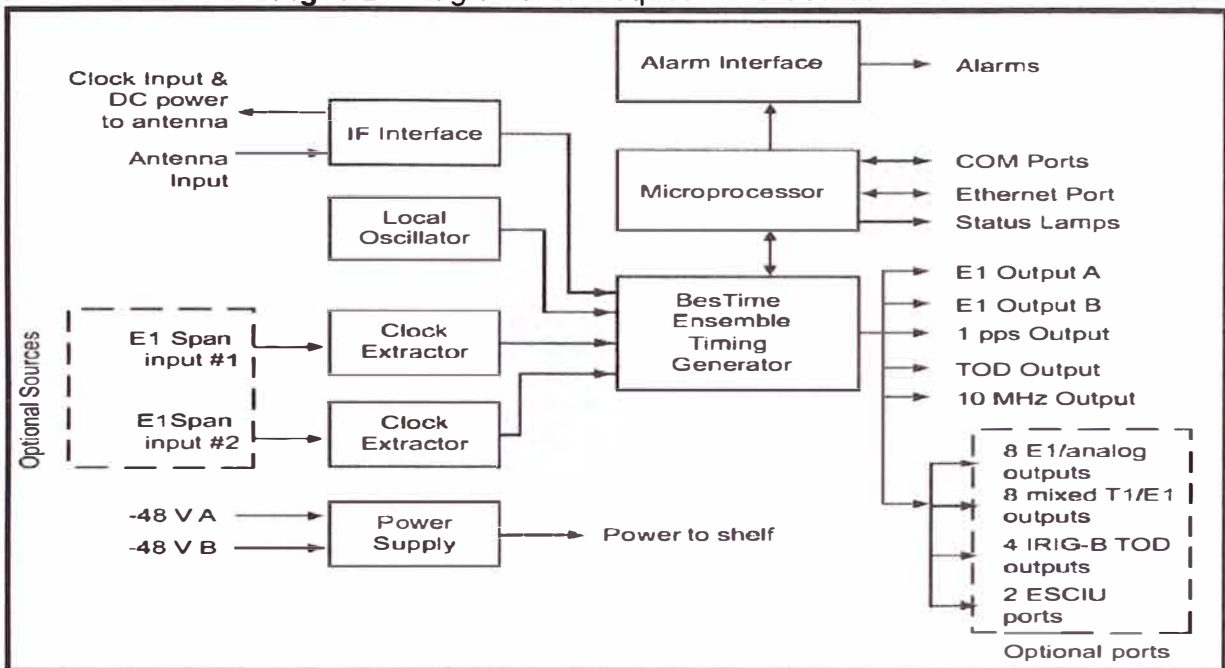 Alarm Interface
Alarms
Clock Input &
DC power
to antenna
IF Interface
Antenna
Input
Microprocessor
COM Ports
Ethernet Port
Status Lamps
Local
Oscillator
BesTime
Ensemble
Timing
Generator
E1 Output A
E1 Output B
1 pps Output
TOD Output
10 MHz Output
Optional Sources
E1 Span
input #1
Clock
Extractor
E1Span
input #2
Clock
Extractor
8 E1/analog
outputs
8 mixed T1/E1
outputs
4 IRIG-B TOD
outputs
2 ESCIU
ports
Optional ports
-48 V A
-48 V B
Power
Supply
Power to shelf